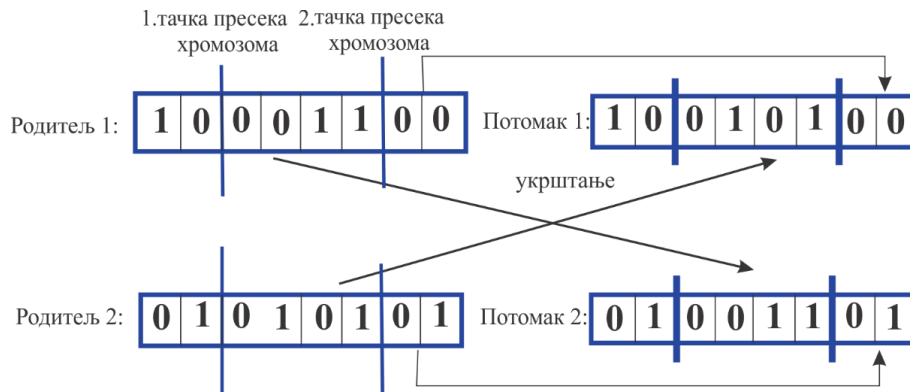 1.тачка пресека 2.тачка пресека
хромозома хромозома
Родитељ 1: 1 0 0 0 1 1 0 0 Потомак 1: 1 0 0 1 0 1 0 0
укрштање
Родитељ 2: 0 1 0 1 0 1 0 1 Потомак 2: 0 1 0 0 1 1 0 1